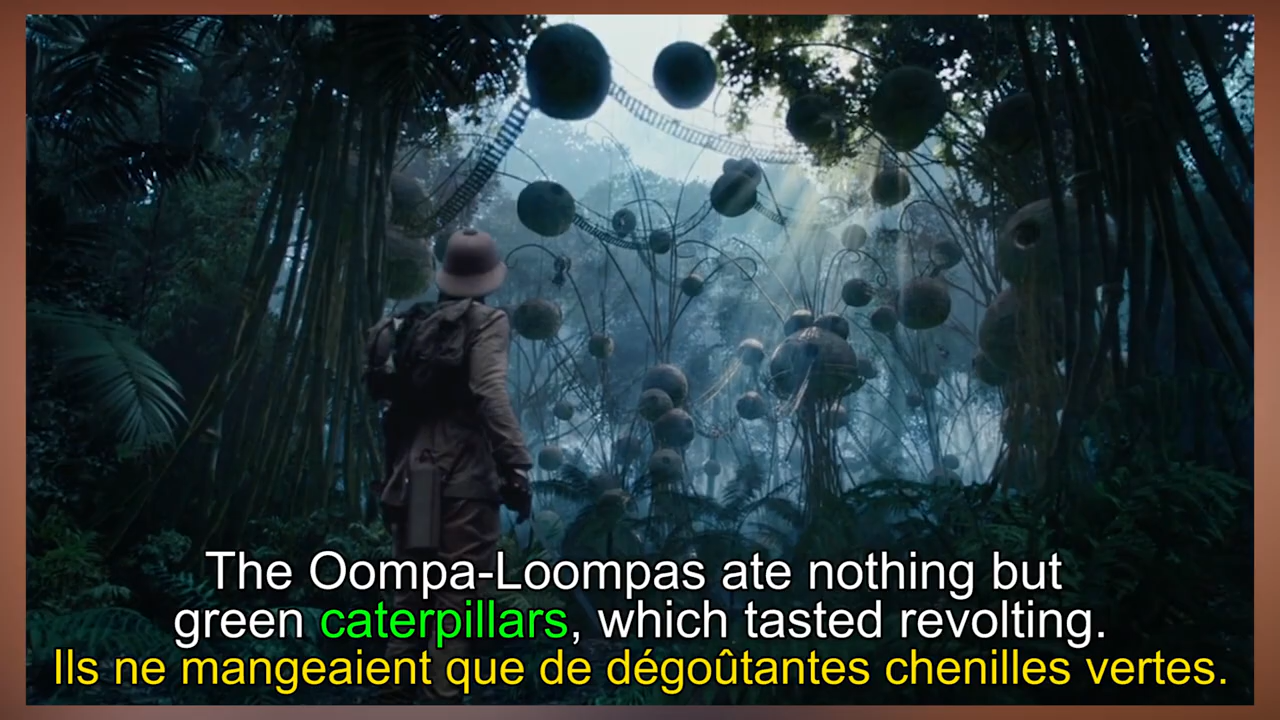 The Oompa-Loompas ate nothing but
green caterpillars, which tasted revolting.
Ils ne mangeaient que de dégoûtantes chenilles vertes.